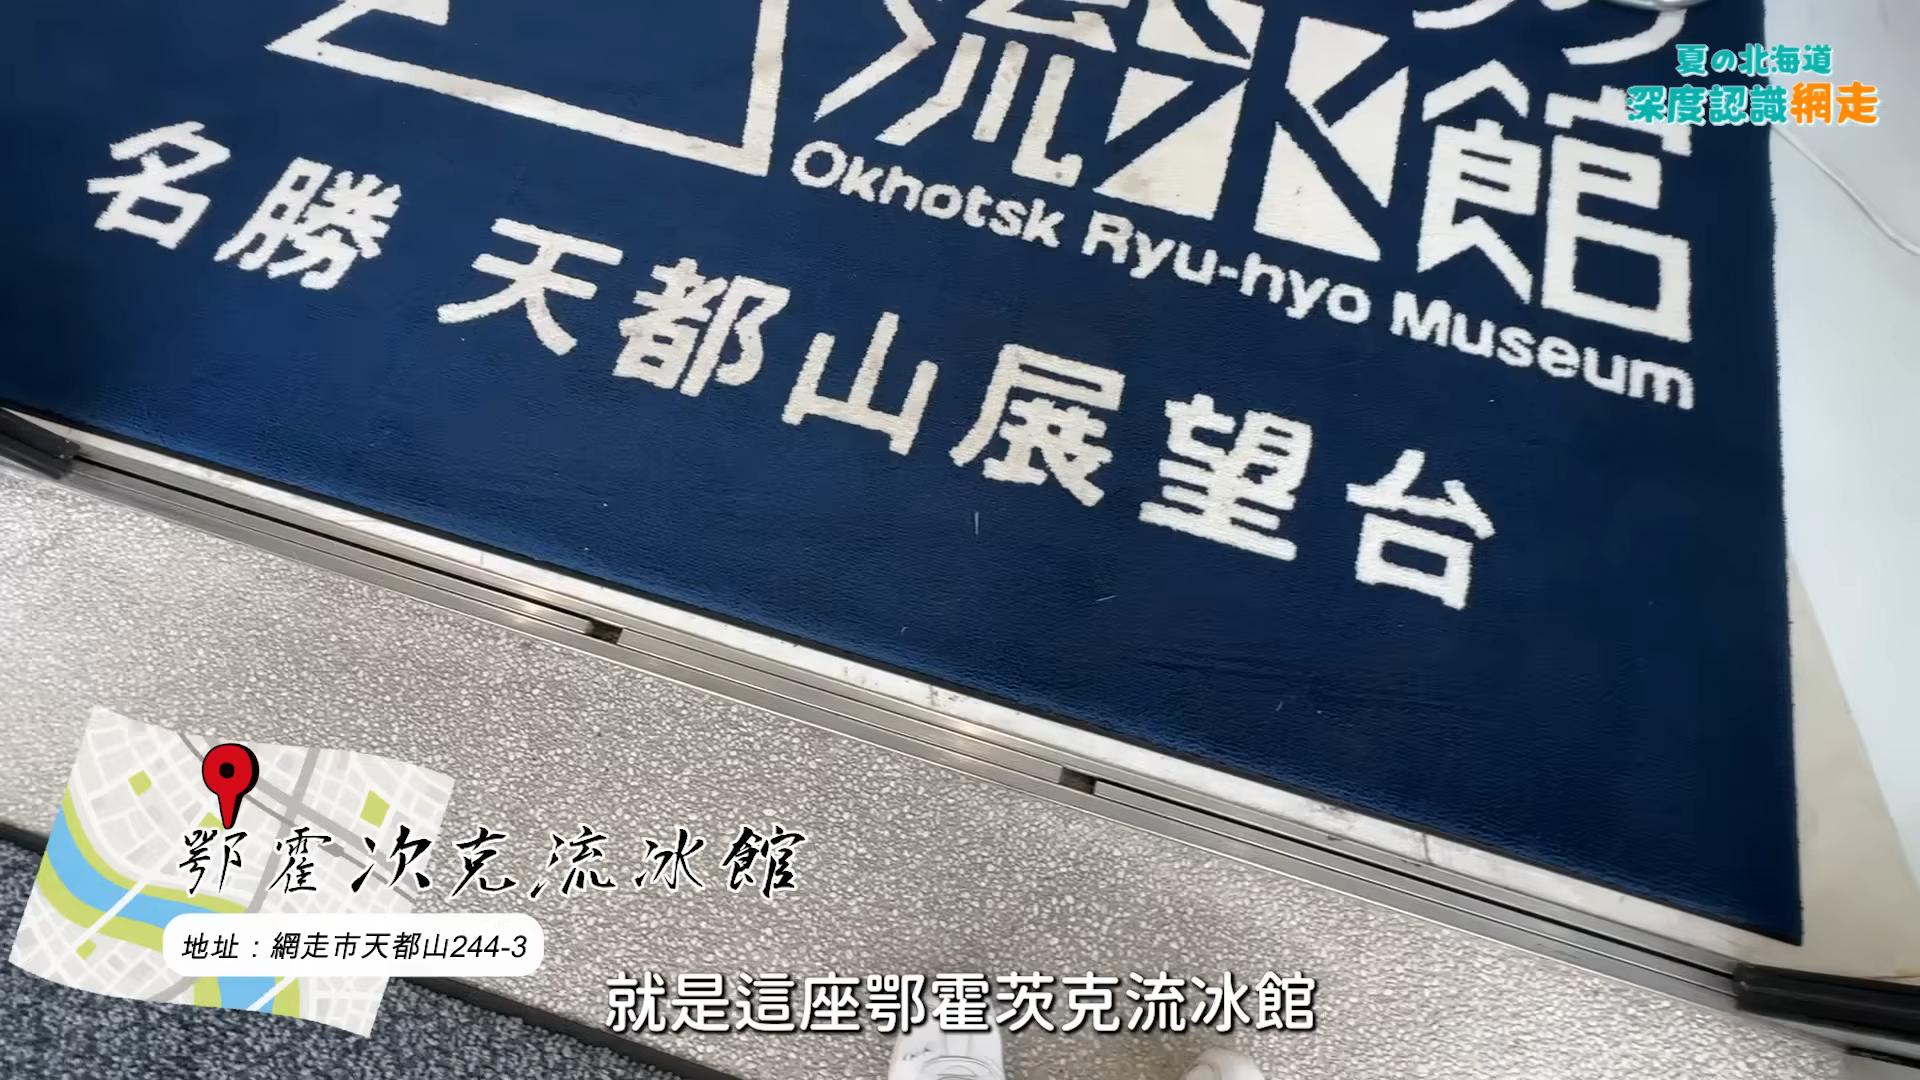 夏の北海道
深度認識網走
流氷館
Okhotsk Ryu-hyo Museum
名勝 天都山展望台
鄂霍次克流冰館
地址：網走市天都山244-3
就是這座鄂霍茨克流冰館